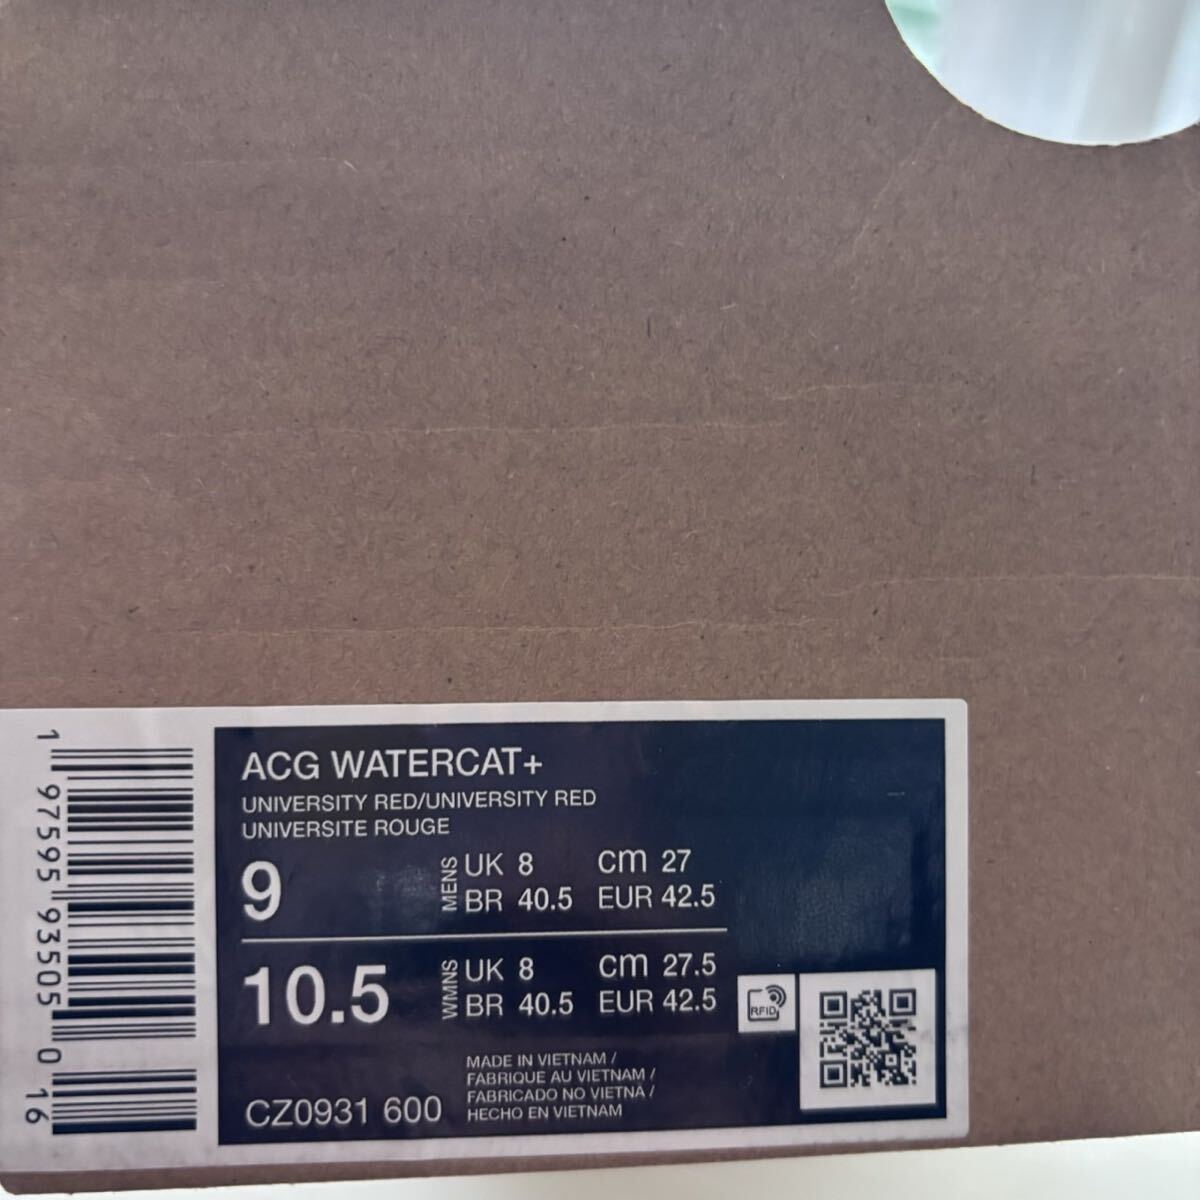 1 97595 93505 0 16
ACG WATERCAT+
UNIVERSITY RED/UNIVERSITY RED
UNIVERSITE ROUGE
9 MENS UK 8 cm 27
BR 40.5 EUR 42.5
10.5 WMNS UK 8 cm 27.5
BR 40.5 EUR 42.5
RFID
MADE IN VIETNAM /
FABRIQUE AU VIETNAM /
FABRICADO NO VIETNÃ /
HECHO EN VIETNAM
CZ0931 600